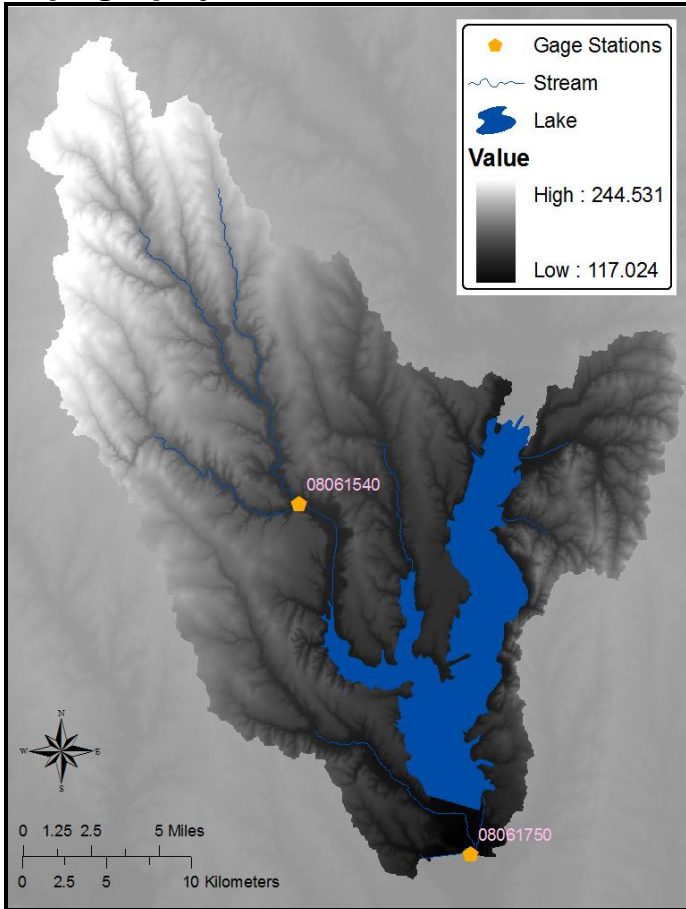 Gage Stations
Stream
Lake
Value
High : 244.531
Low : 117.024
08061540
N
W E
S
08061750
0 1.25 2.5 5 Miles
0 2.5 5 10 Kilometers